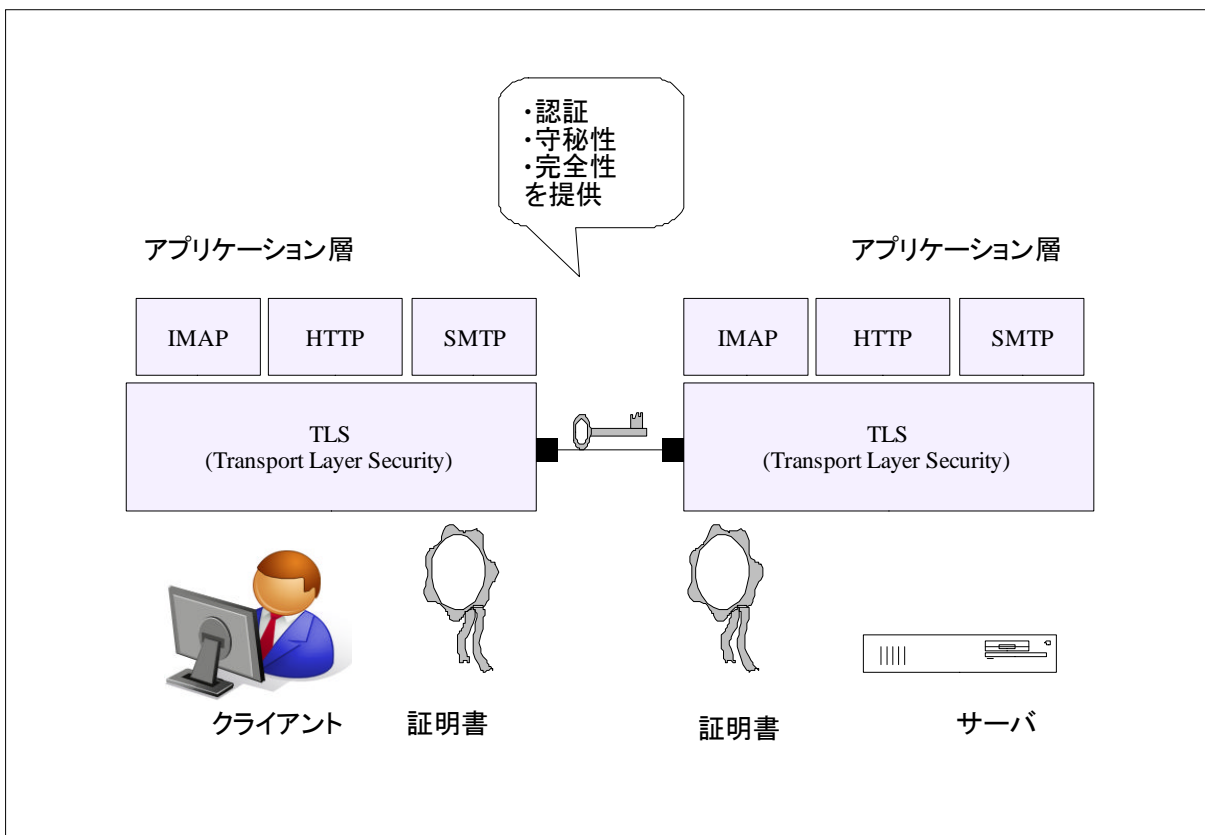 ・認証
・守秘性
・完全性
を提供
アプリケーション層
アプリケーション層
IMAP
HTTP
SMTP
IMAP
HTTP
SMTP
TLS
(Transport Layer Security)
TLS
(Transport Layer Security)
クライアント
証明書
証明書
サーバ